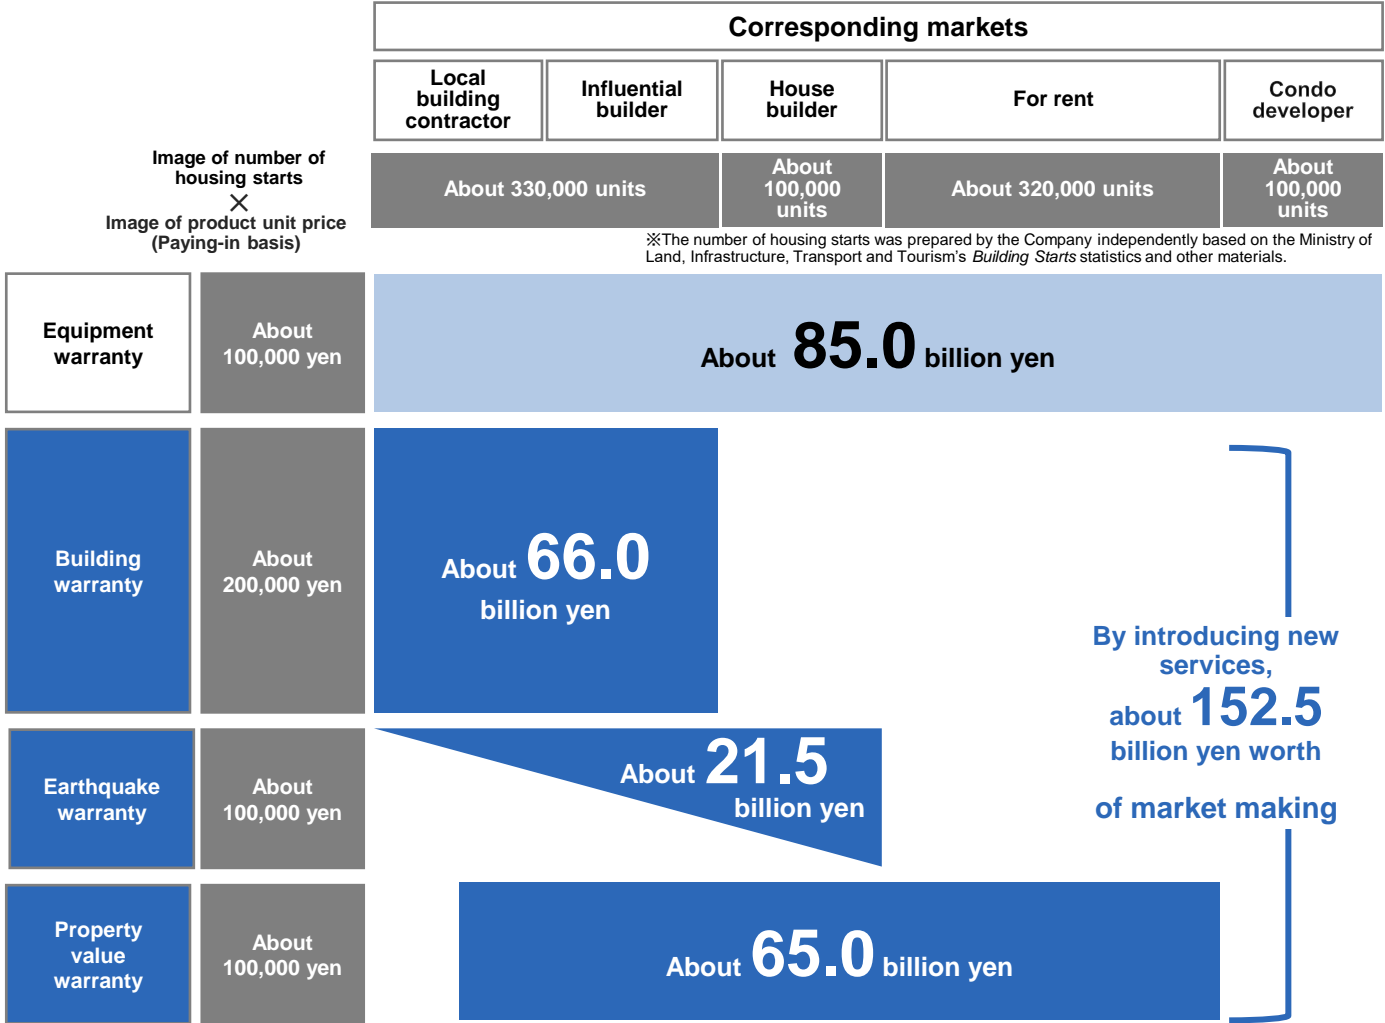 Corresponding markets
Local
building
contractor
Influential
builder
House
builder
For rent
Condo
developer
Image of number of
housing starts
×
Image of product unit price
(Paying-in basis)
About 330,000 units
About
100,000
units
About 320,000 units
About
100,000
units
※The number of housing starts was prepared by the Company independently based on the Ministry of
Land, Infrastructure, Transport and Tourism's Building Starts statistics and other materials.
Equipment
warranty
About
100,000 yen
About 85.0 billion yen
Building
warranty
About
200,000 yen
About 66.0
billion yen
Earthquake
warranty
About
100,000 yen
About 21.5
billion yen
Property
value
warranty
About
100,000 yen
About 65.0 billion yen
By introducing new
services,
about 152.5
billion yen worth
of market making